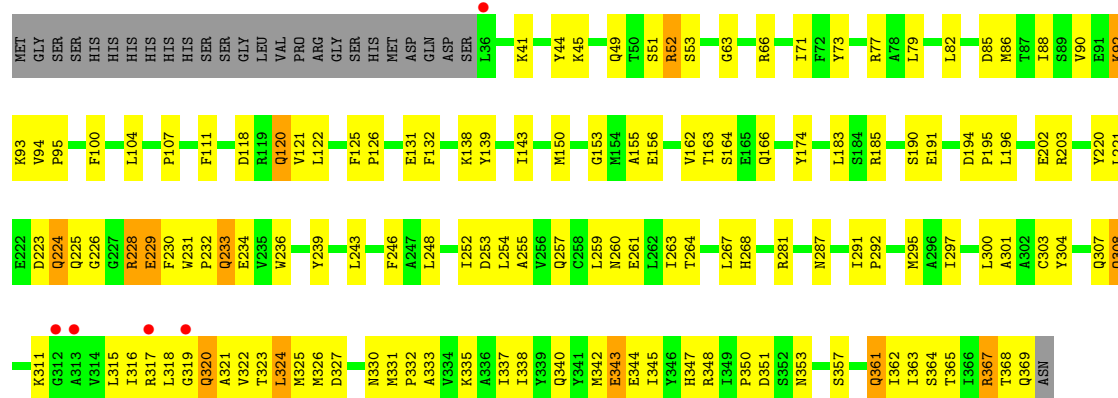 MET GLY SER SER HIS HIS HIS HIS HIS HIS SER SER GLY LEU VAL PRO ARG GLY SER HIS MET ASP GLN ASP SER L36 K41 Y44 K45 Q49 T50 S51 R52 S53 G63 R66 I71 F72 Y73 R77 A78 L79 L82 D85 M86 T87 I88 S89 V90 E91
K93 V94 P95 F100 L104 P107 F111 D118 R119 Q120 V121 L122 F125 P126 E131 F132 K138 Y139 I143 M150 G153 M154 A155 E156 V162 T163 S164 E165 Q166 Y174 L183 S184 R185 S190 E191 D194 P195 L196 E202 R203 Y220
E222 D223 Q224 Q225 G226 G227 R228 E229 F230 W231 P232 Q233 E234 V235 W236 Y239 L243 F246 A247 L248 I252 D253 L254 A255 V256 Q257 C258 L259 N260 E261 L262 I263 T264 L267 H268 R281 N287 I291 P292 M295 A296 I297 L300 A301 A302 C303 Y304 Q307
K311 G312 A313 V314 L315 I316 R317 L318 G319 Q320 A321 V322 T323 L324 M325 M326 D327 N330 M331 P332 A333 V334 K335 A336 I337 I338 Y339 Q340 Y341 M342 E343 E344 I345 Y346 H347 R348 I349 P350 D351 S352 N353 S357 Q361 I362 I363 S364 T365 I366 R367 T368 Q369 ASN